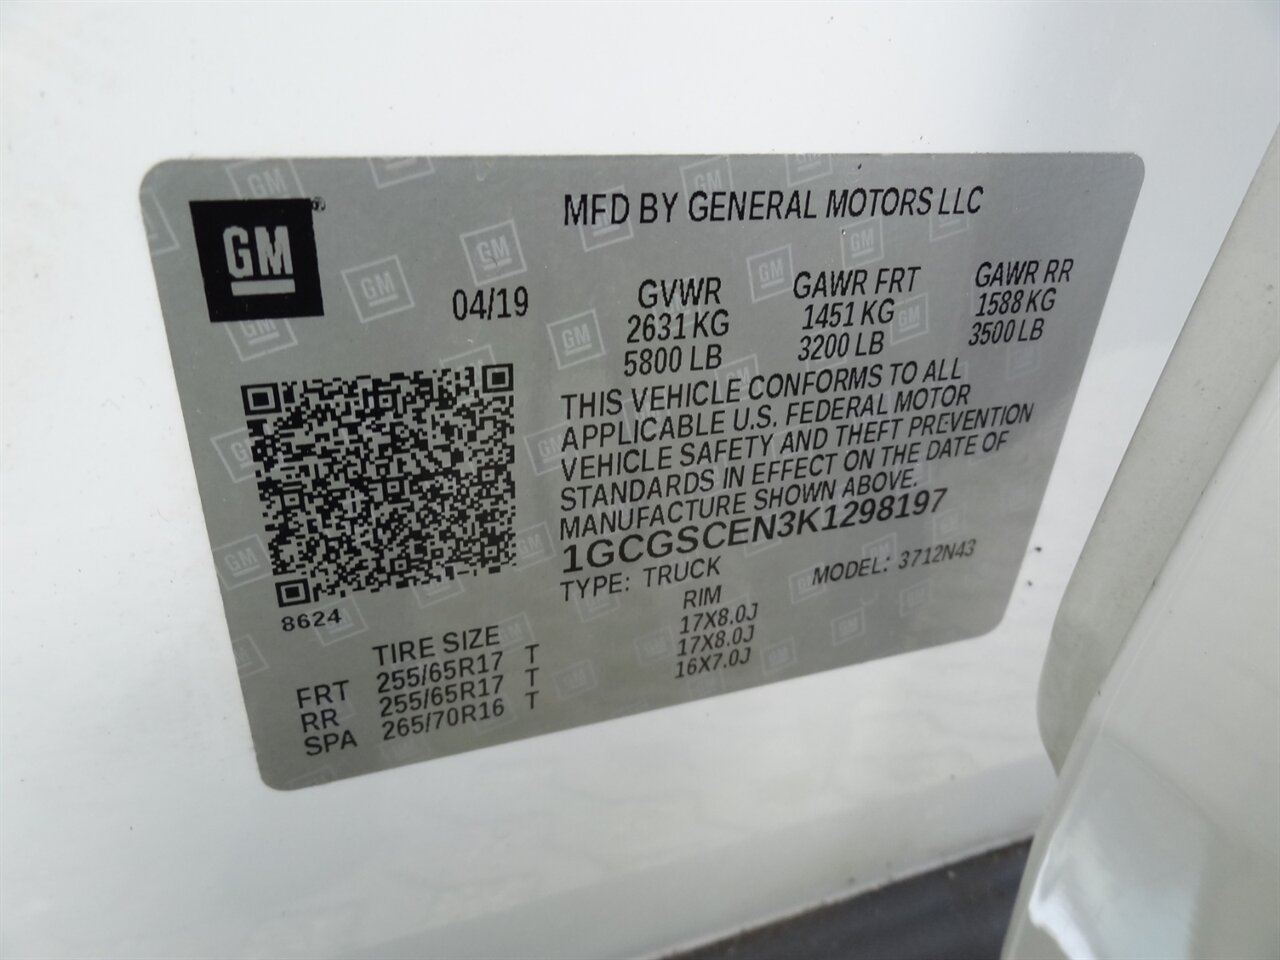 GM®
MFD BY GENERAL MOTORS LLC
04/19
GVWR GAWR FRT GAWR RR
2631 KG 1451 KG 1588 KG
5800 LB 3200 LB 3500 LB
THIS VEHICLE CONFORMS TO ALL
APPLICABLE U.S. FEDERAL MOTOR
VEHICLE SAFETY AND THEFT PREVENTION
STANDARDS IN EFFECT ON THE DATE OF
MANUFACTURE SHOWN ABOVE.
1GCGSCEN3K1298197
TYPE: TRUCK MODEL: 3712N43
8624
TIRE SIZE RIM
FRT 255/65R17 T 17X8.0J
RR 255/65R17 T 17X8.0J
SPA 265/70R16 T 16X7.0J